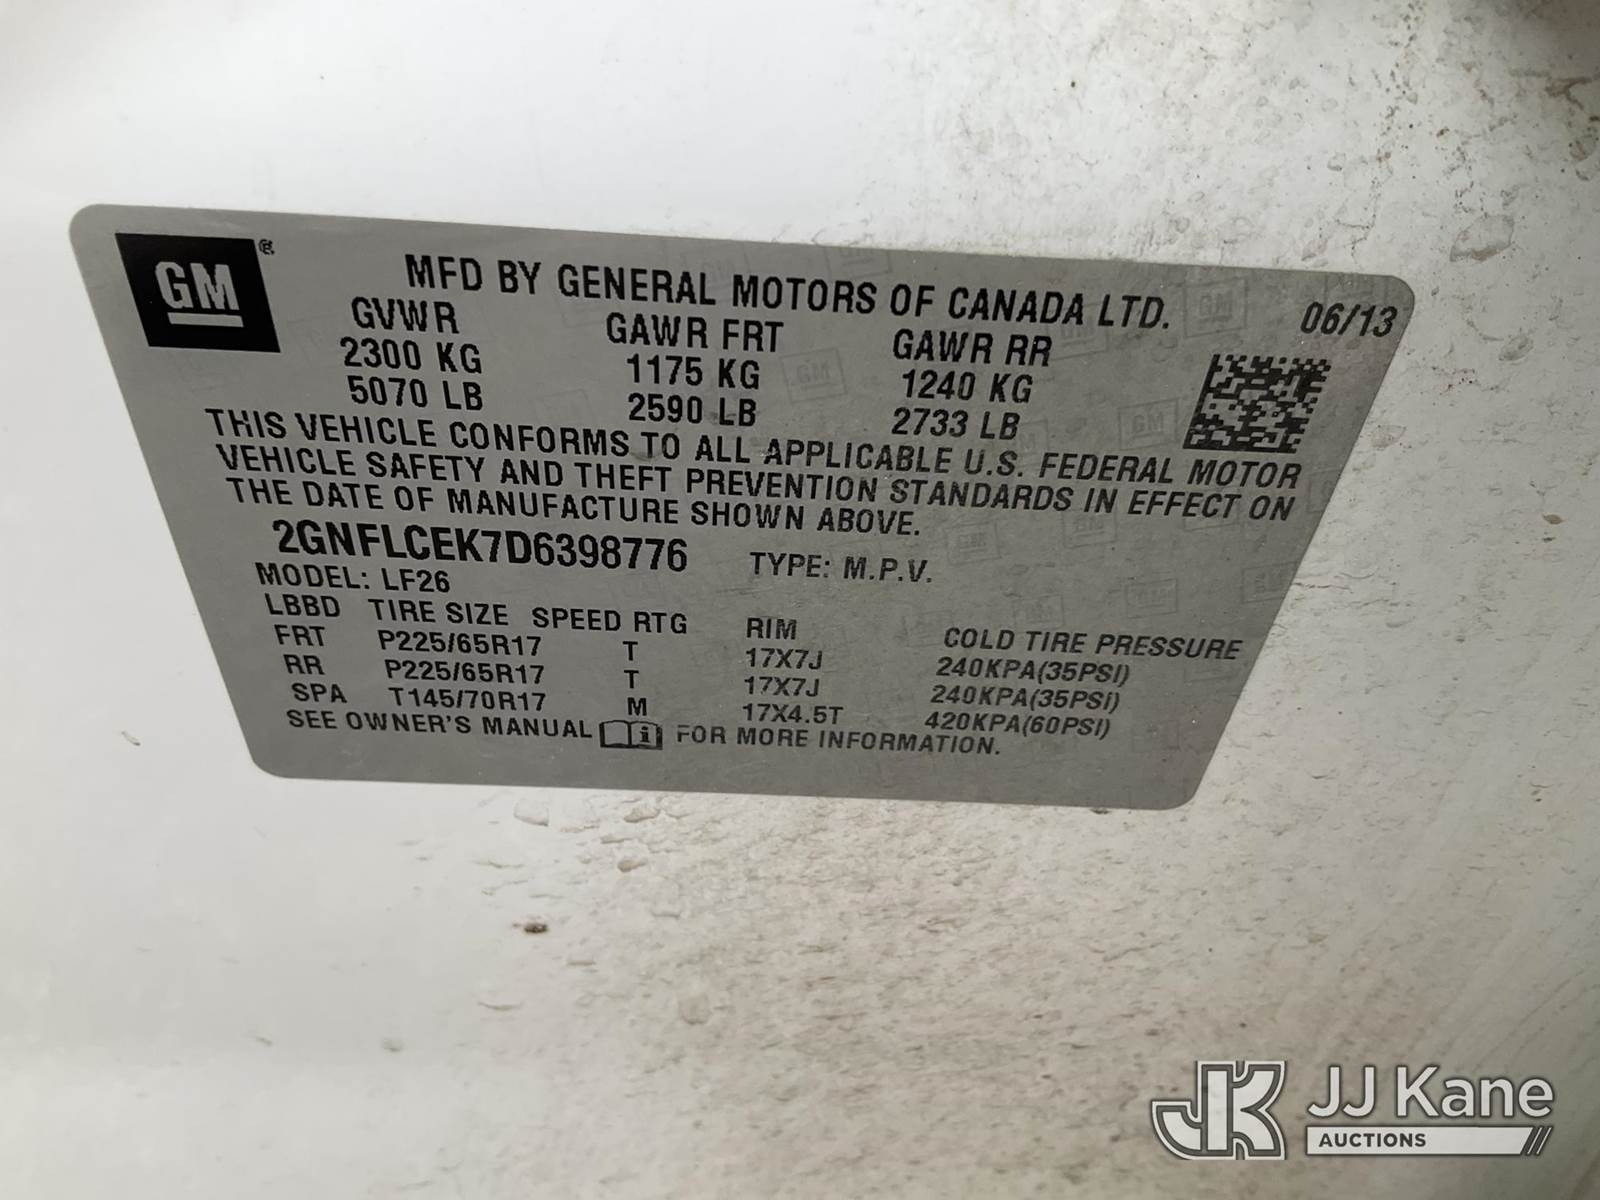 GM ®
MFD BY GENERAL MOTORS OF CANADA LTD.
06/13
GVWR GAWR FRT GAWR RR
2300 KG 1175 KG 1240 KG
5070 LB 2590 LB 2733 LB
THIS VEHICLE CONFORMS TO ALL APPLICABLE U.S. FEDERAL MOTOR
VEHICLE SAFETY AND THEFT PREVENTION STANDARDS IN EFFECT ON
THE DATE OF MANUFACTURE SHOWN ABOVE.
2GNFLCEK7D6398776 TYPE: M.P.V.
MODEL: LF26
LBBD TIRE SIZE SPEED RTG RIM COLD TIRE PRESSURE
FRT P225/65R17 T 17X7J 240KPA(35PSI)
RR P225/65R17 T 17X7J 240KPA(35PSI)
SPA T145/70R17 M 17X4.5T 420KPA(60PSI)
SEE OWNER'S MANUAL i FOR MORE INFORMATION.
JK JJ Kane
AUCTIONS